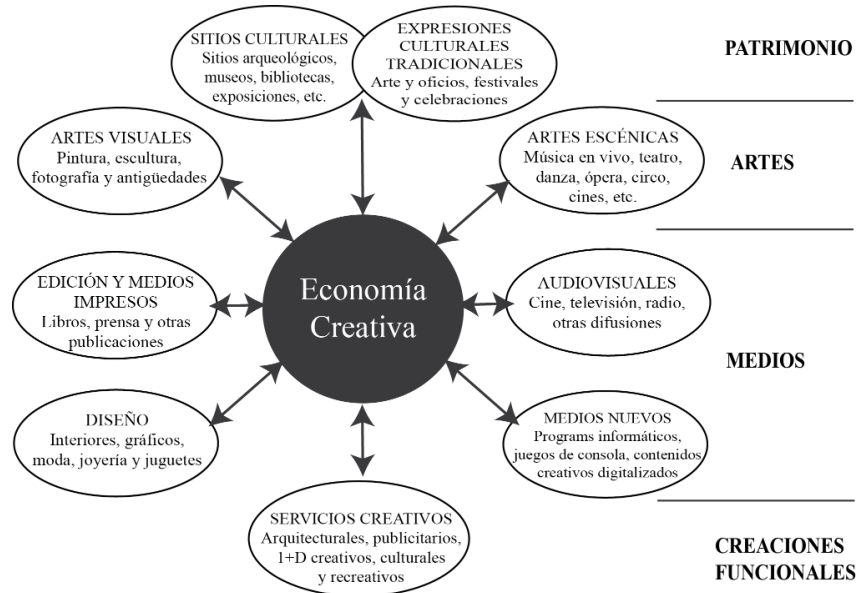 SITIOS CULTURALES
Sitios arqueológicos,
museos, bibliotecas,
exposiciones, etc.
EXPRESIONES
CULTURALES
TRADICIONALES
Arte y oficios, festivales
y celebraciones
PATRIMONIO
ARTES VISUALES
Pintura, escultura,
fotografía y antigüedades
ARTES ESCÉNICAS
Música en vivo, teatro,
danza, ópera, circo,
cines, etc.
ARTES
EDICIÓN Y MEDIOS
IMPRESOS
Libros, prensa y otras
publicaciones
Economía
Creativa
AUDIOVISUALES
Cine, televisión, radio,
otras difusiones
MEDIOS
DISEÑO
Interiores, gráficos,
moda, joyería y juguetes
MEDIOS NUEVOS
Programs informáticos,
juegos de consola, contenidos
creativos digitalizados
SERVICIOS CREATIVOS
Arquitecturales, publicitarios,
1+D creativos, culturales
y recreativos
CREACIONES
FUNCIONALES